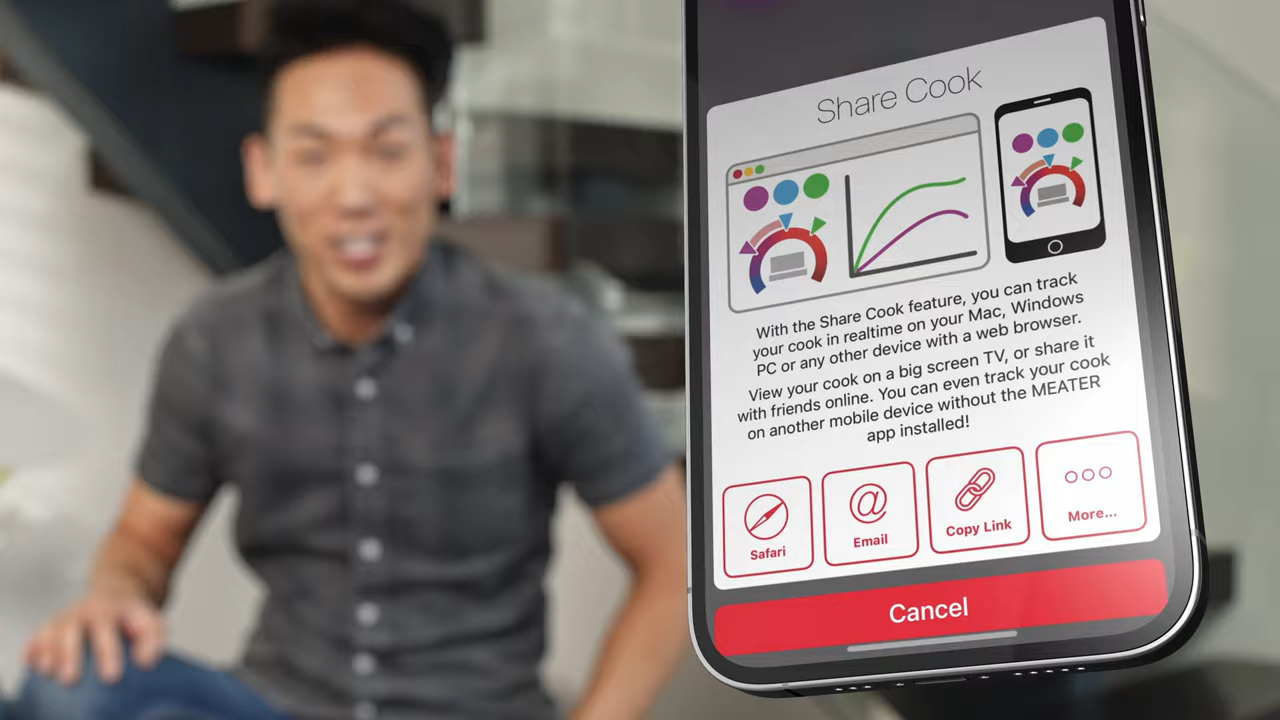 Share Cook
With the Share Cook feature, you can track
your cook in realtime on your Mac, Windows
PC or any other device with a web browser.
View your cook on a big screen TV, or share it
with friends online. You can even track your cook
on another mobile device without the MEATER
app installed!
Safari
Email
Copy Link
More...
Cancel